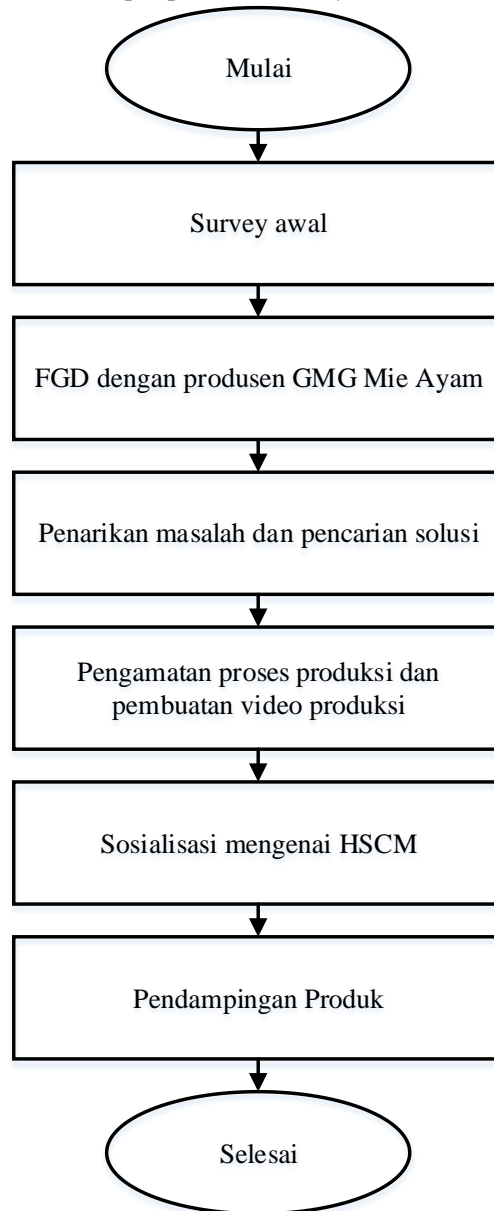 Mulai
Survey awal
FGD dengan produsen GMG Mie Ayam
Penarikan masalah dan pencarian solusi
Pengamatan proses produksi dan
pembuatan video produksi
Sosialisasi mengenai HSCM
Pendampingan Produk
Selesai